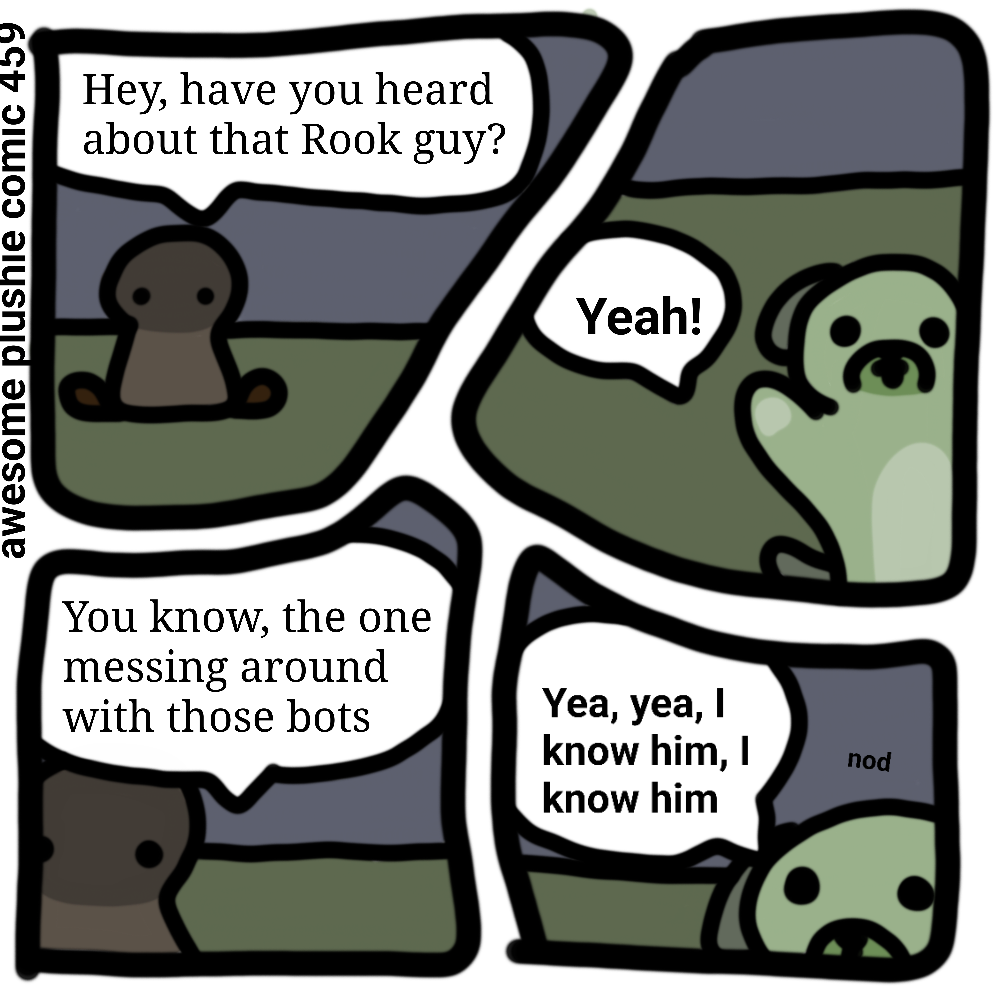 awesome plushie comic 459
Hey, have you heard
about that Rook guy?
Yeah!
You know, the one
messing around
with those bots
Yea, yea, I
know him, I
know him
nod